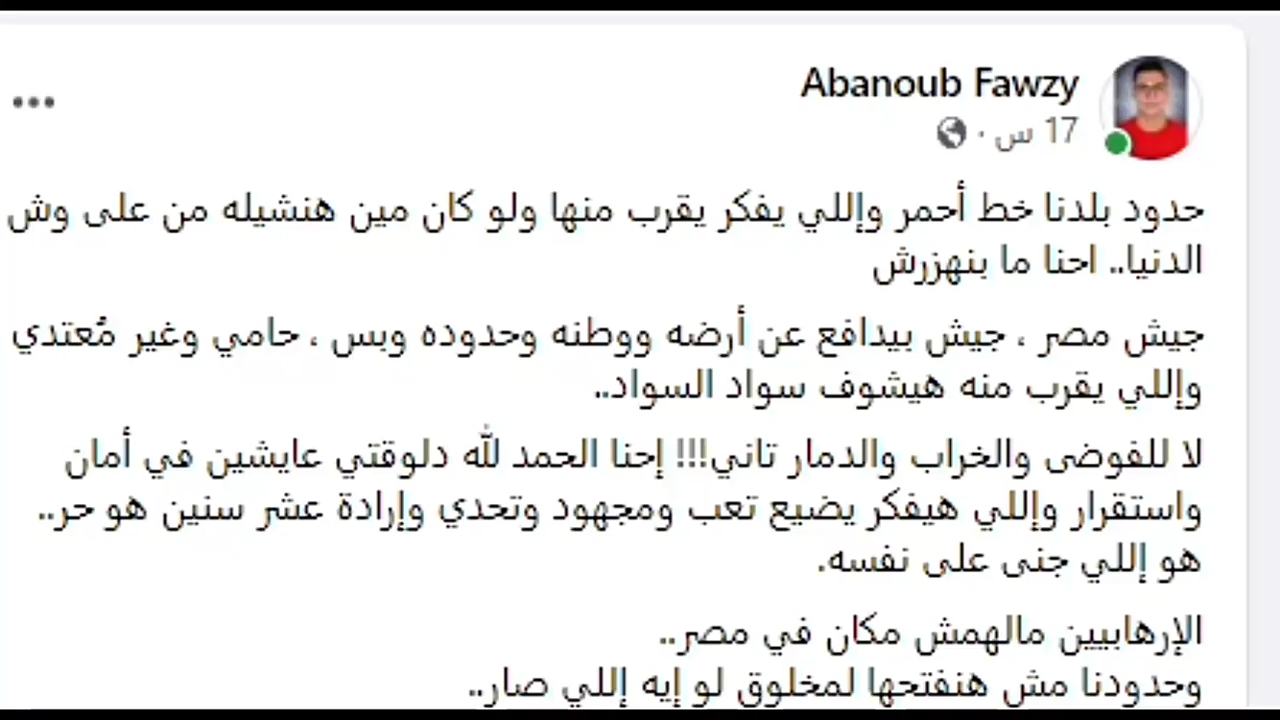 Abanoub Fawzy
17 س ·
حدود بلدنا خط أحمر وإللي يفكر يقرب منها ولو كان مين هنشيله من على وش
الدنيا.. احنا ما بنهزرش
جيش مصر ، جيش بيدافع عن أرضه ووطنه وحدوده وبس ، حامي وغير مُعتدي
وإللي يقرب منه هيشوف سواد السواد..
لا للفوضى والخراب والدمار تاني!!! إحنا الحمد لله دلوقتي عايشين في أمان
واستقرار وإللي هيفكر يضيع تعب ومجهود وتحدي وإرادة عشر سنين هو حر..
هو إللي جنى على نفسه.
الإرهابيين مالهمش مكان في مصر..
وحدودنا مش هنفتحها لمخلوق لو إيه إللي صار..